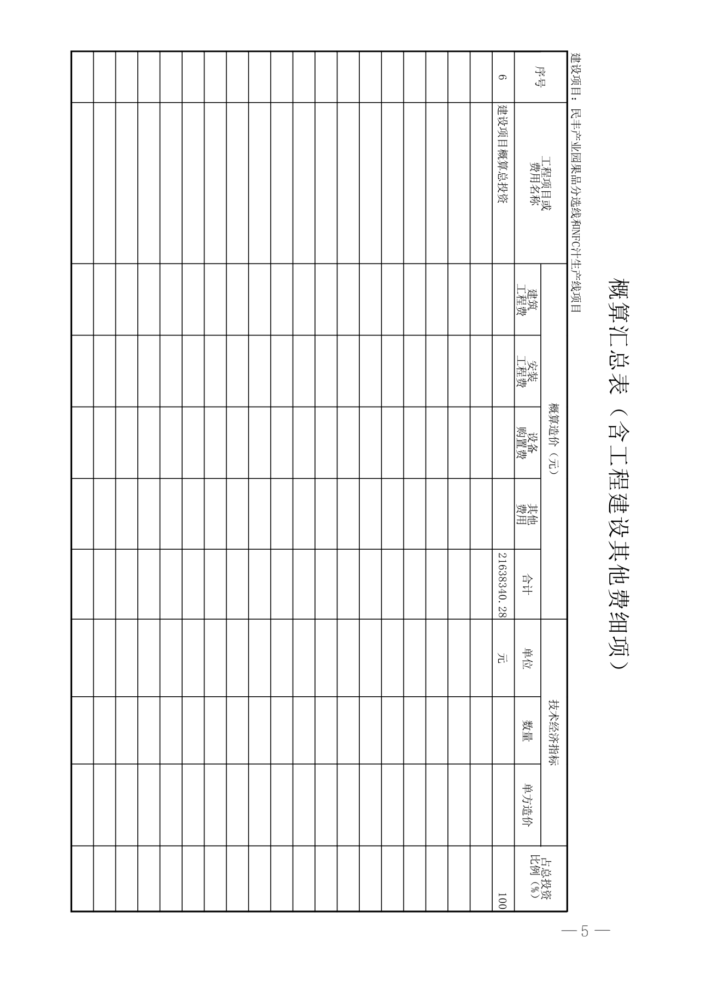 概算汇总表（含工程建设其他费细项）
建设项目：民丰产业园果品分选线和NFC汁生产线项目
序号
工程项目或
费用名称
概算造价（元）
技术经济指标
占总投资
比例（%）
建筑
工程费
安装
工程费
设备
购置费
其他
费用
合计
单位
数量
单方造价
6
建设项目概算总投资
21638340.28
元
100
— 5 —